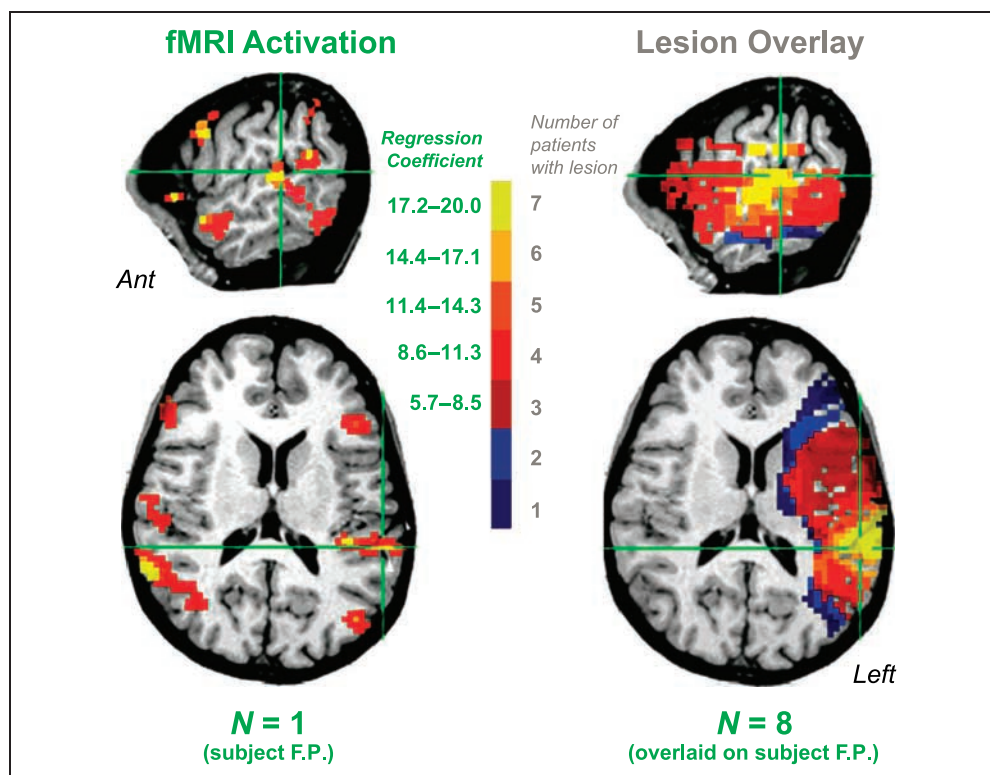 fMRI Activation
Lesion Overlay
Regression
Coefficient
17.2–20.0
14.4–17.1
11.4–14.3
8.6–11.3
5.7–8.5
Number of
patients
with lesion
7
6
5
4
3
2
1
Ant
Left
N = 1
(subject F.P.)
N = 8
(overlaid on subject F.P.)